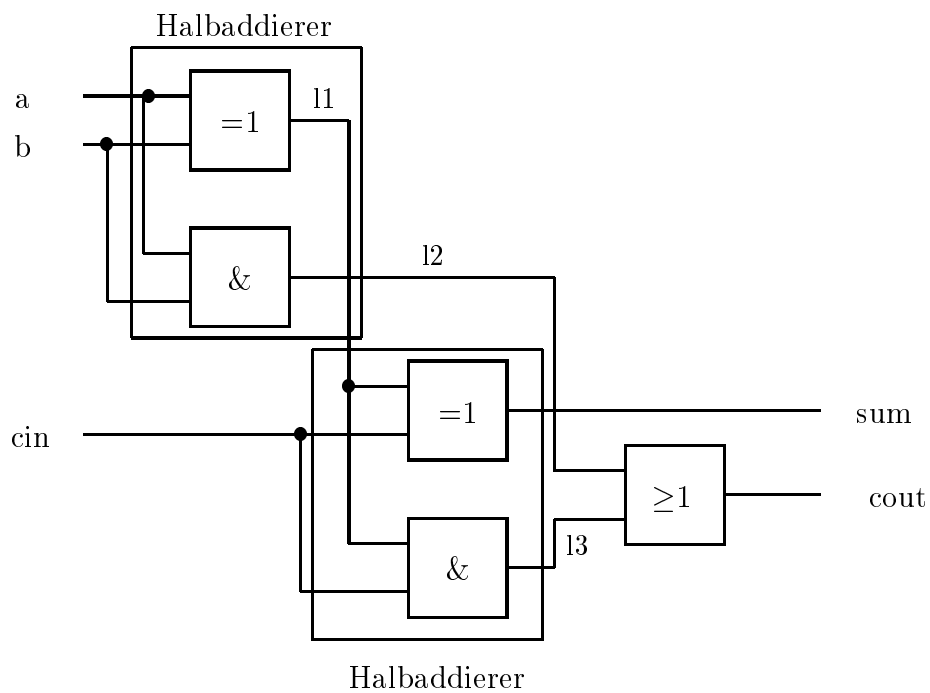 Halbaddierer
a
=1
l1
b
&
l2
=1
sum
cin
≥1
cout
l3
&
Halbaddierer